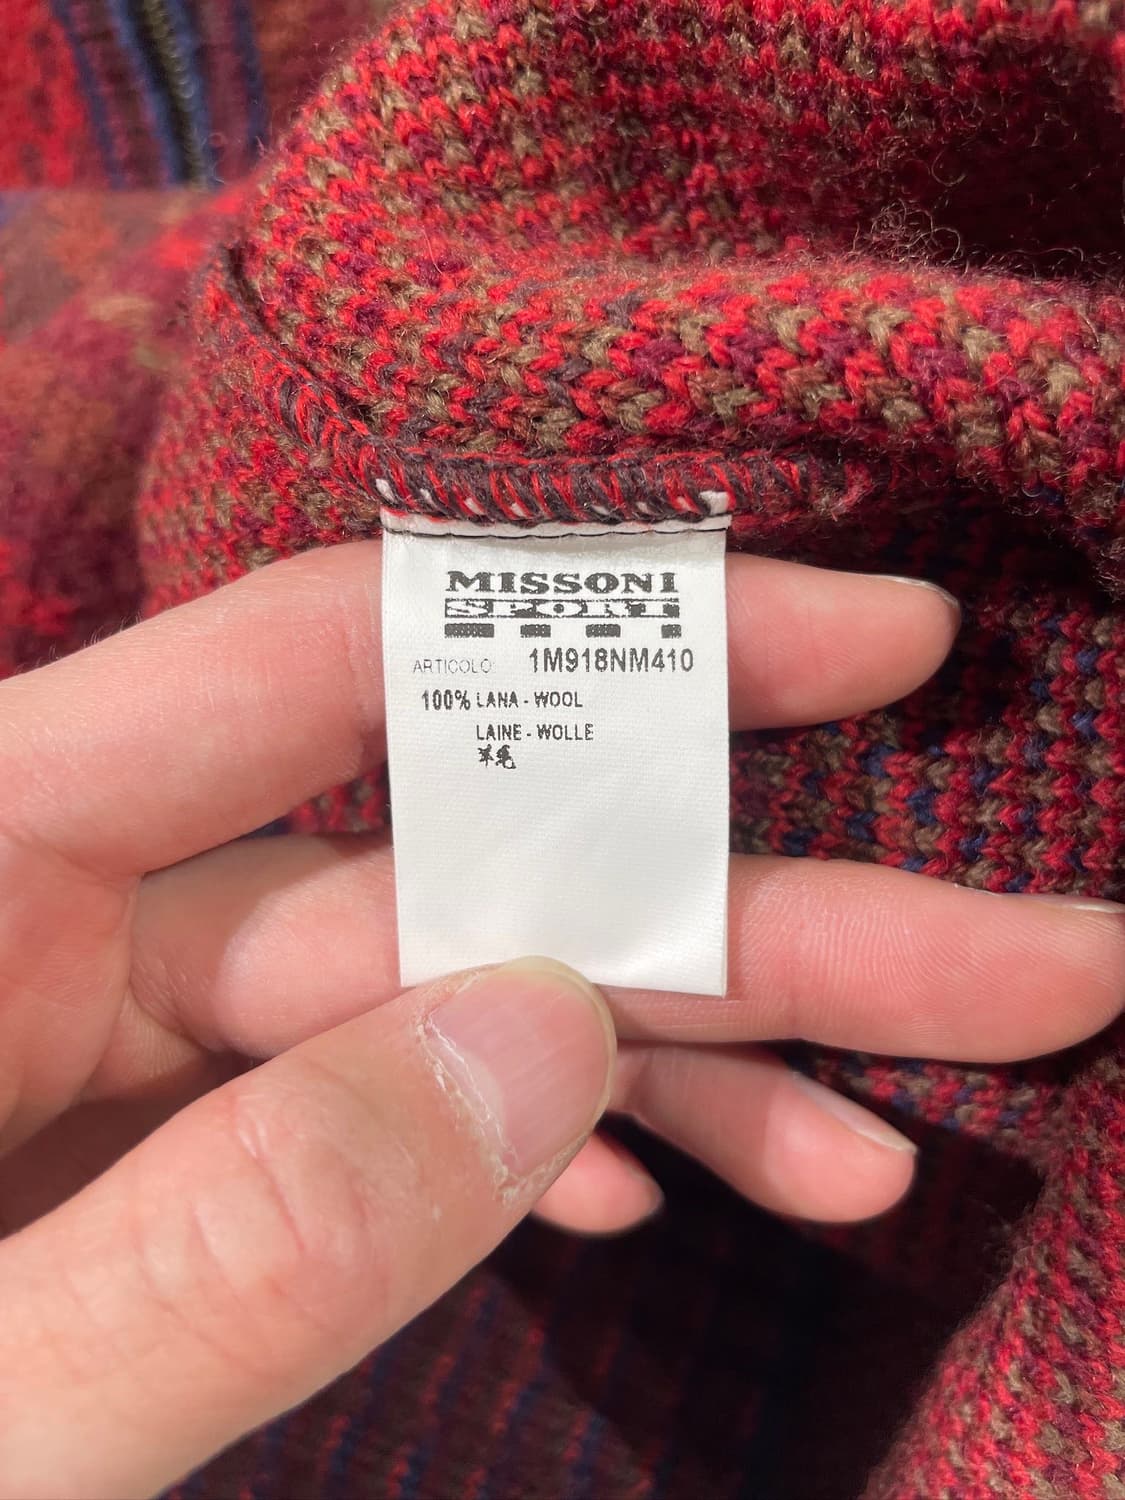 MISSONI
SPORT
ARTICOLO: 1M918NM410
100% LANA - WOOL
LAINE - WOLLE
羊毛